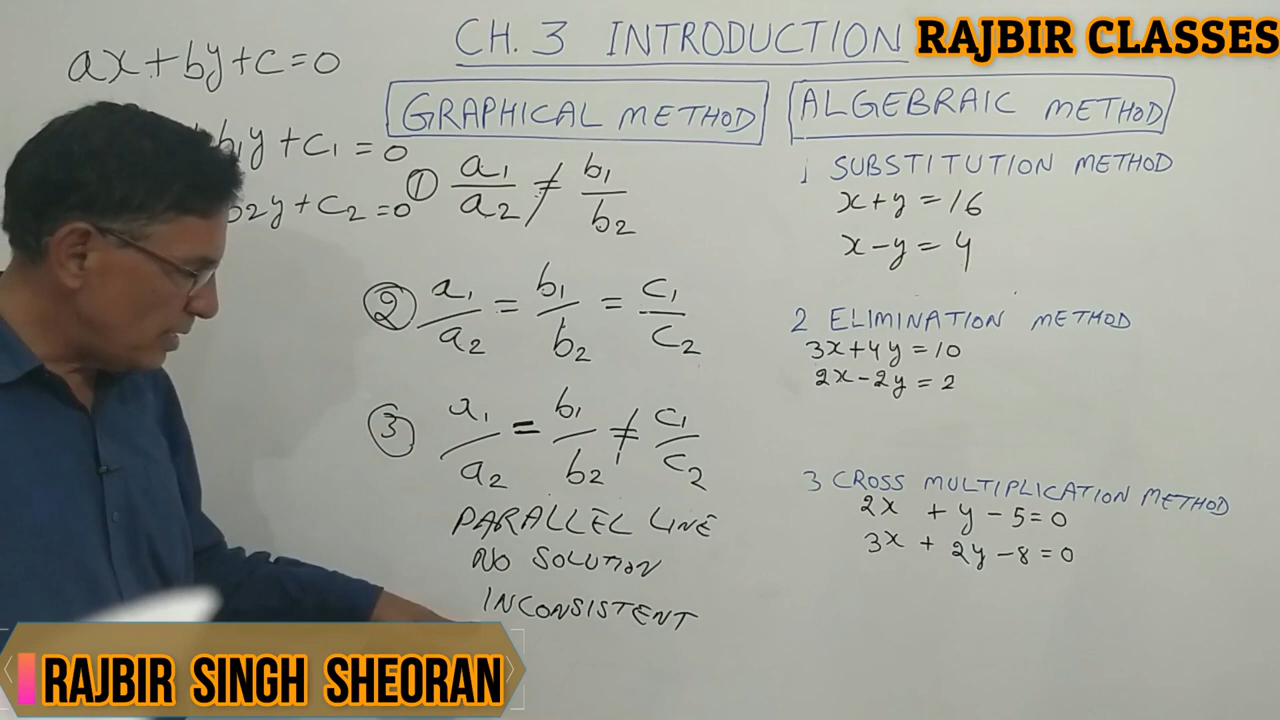 CH. 3 INTRODUCTION
RAJBIR CLASSES
ax+by+c=0
b₁y+c₁=0
b₂y+c₂=0
GRAPHICAL METHOD
① a₁/a₂ ≠ b₁/b₂
② a₁/a₂ = b₁/b₂ = c₁/c₂
③ a₁/a₂ = b₁/b₂ ≠ c₁/c₂
PARALLEL LINE
NO SOLUTION
INCONSISTENT
ALGEBRAIC METHOD
1 SUBSTITUTION METHOD
x+y=16
x-y=4
2 ELIMINATION METHOD
3x+4y=10
2x-2y=2
3 CROSS MULTIPLICATION METHOD
2x+y-5=0
3x+2y-8=0
RAJBIR SINGH SHEORAN